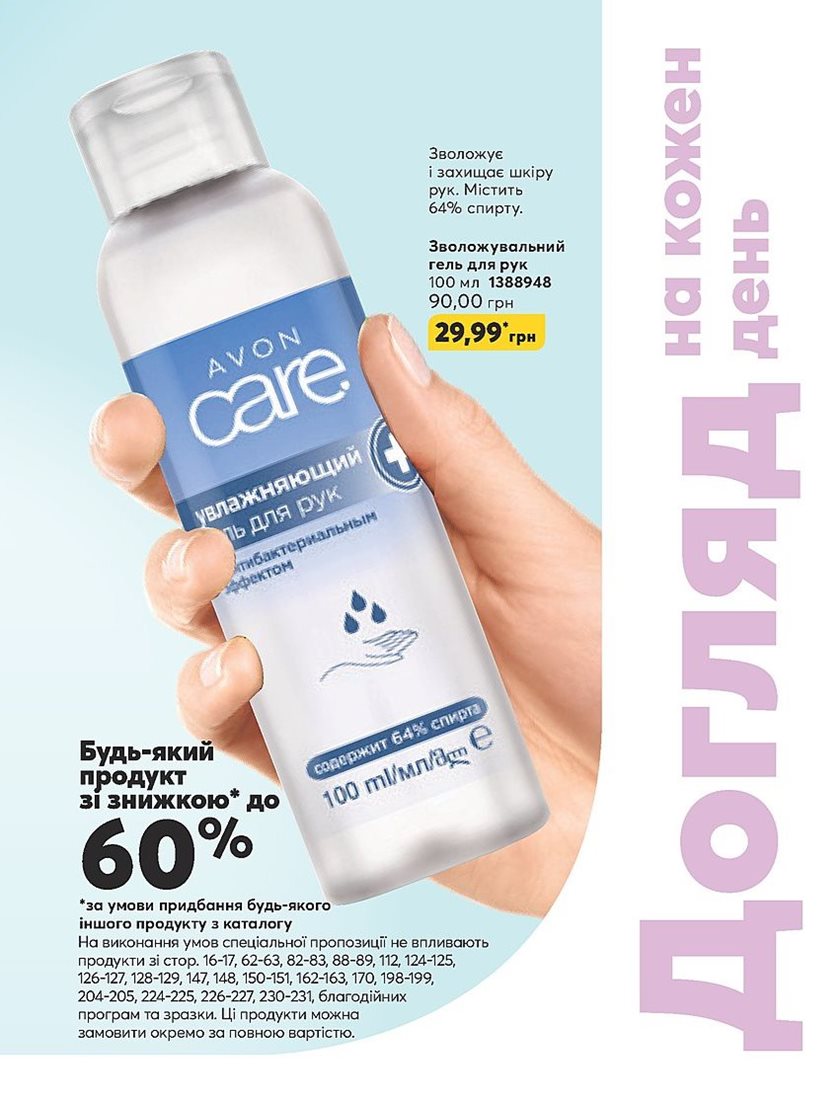 Зволожує
і захищає шкіру
рук. Містить
64% спирту.
Зволожувальний
гель для рук
100 мл 1388948
90,00 грн
29,99* грн
AVON
care
увлажняющий
для рук
антибактериальным
эффектом
содержит 64% спирта
100 ml/мл/

Будь-який
продукт
зі знижкою* до
60%
*за умови придбання будь-якого
іншого продукту з каталогу
На виконання умов спеціальної пропозиції не впливають
продукти зі стор. 16-17, 62-63, 82-83, 88-89, 112, 124-125,
126-127, 128-129, 147, 148, 150-151, 162-163, 170, 198-199,
204-205, 224-225, 226-227, 230-231, благодійних
програм та зразки. Ці продукти можна
замовити окремо за повною вартістю.
Догляд
на кожен
день